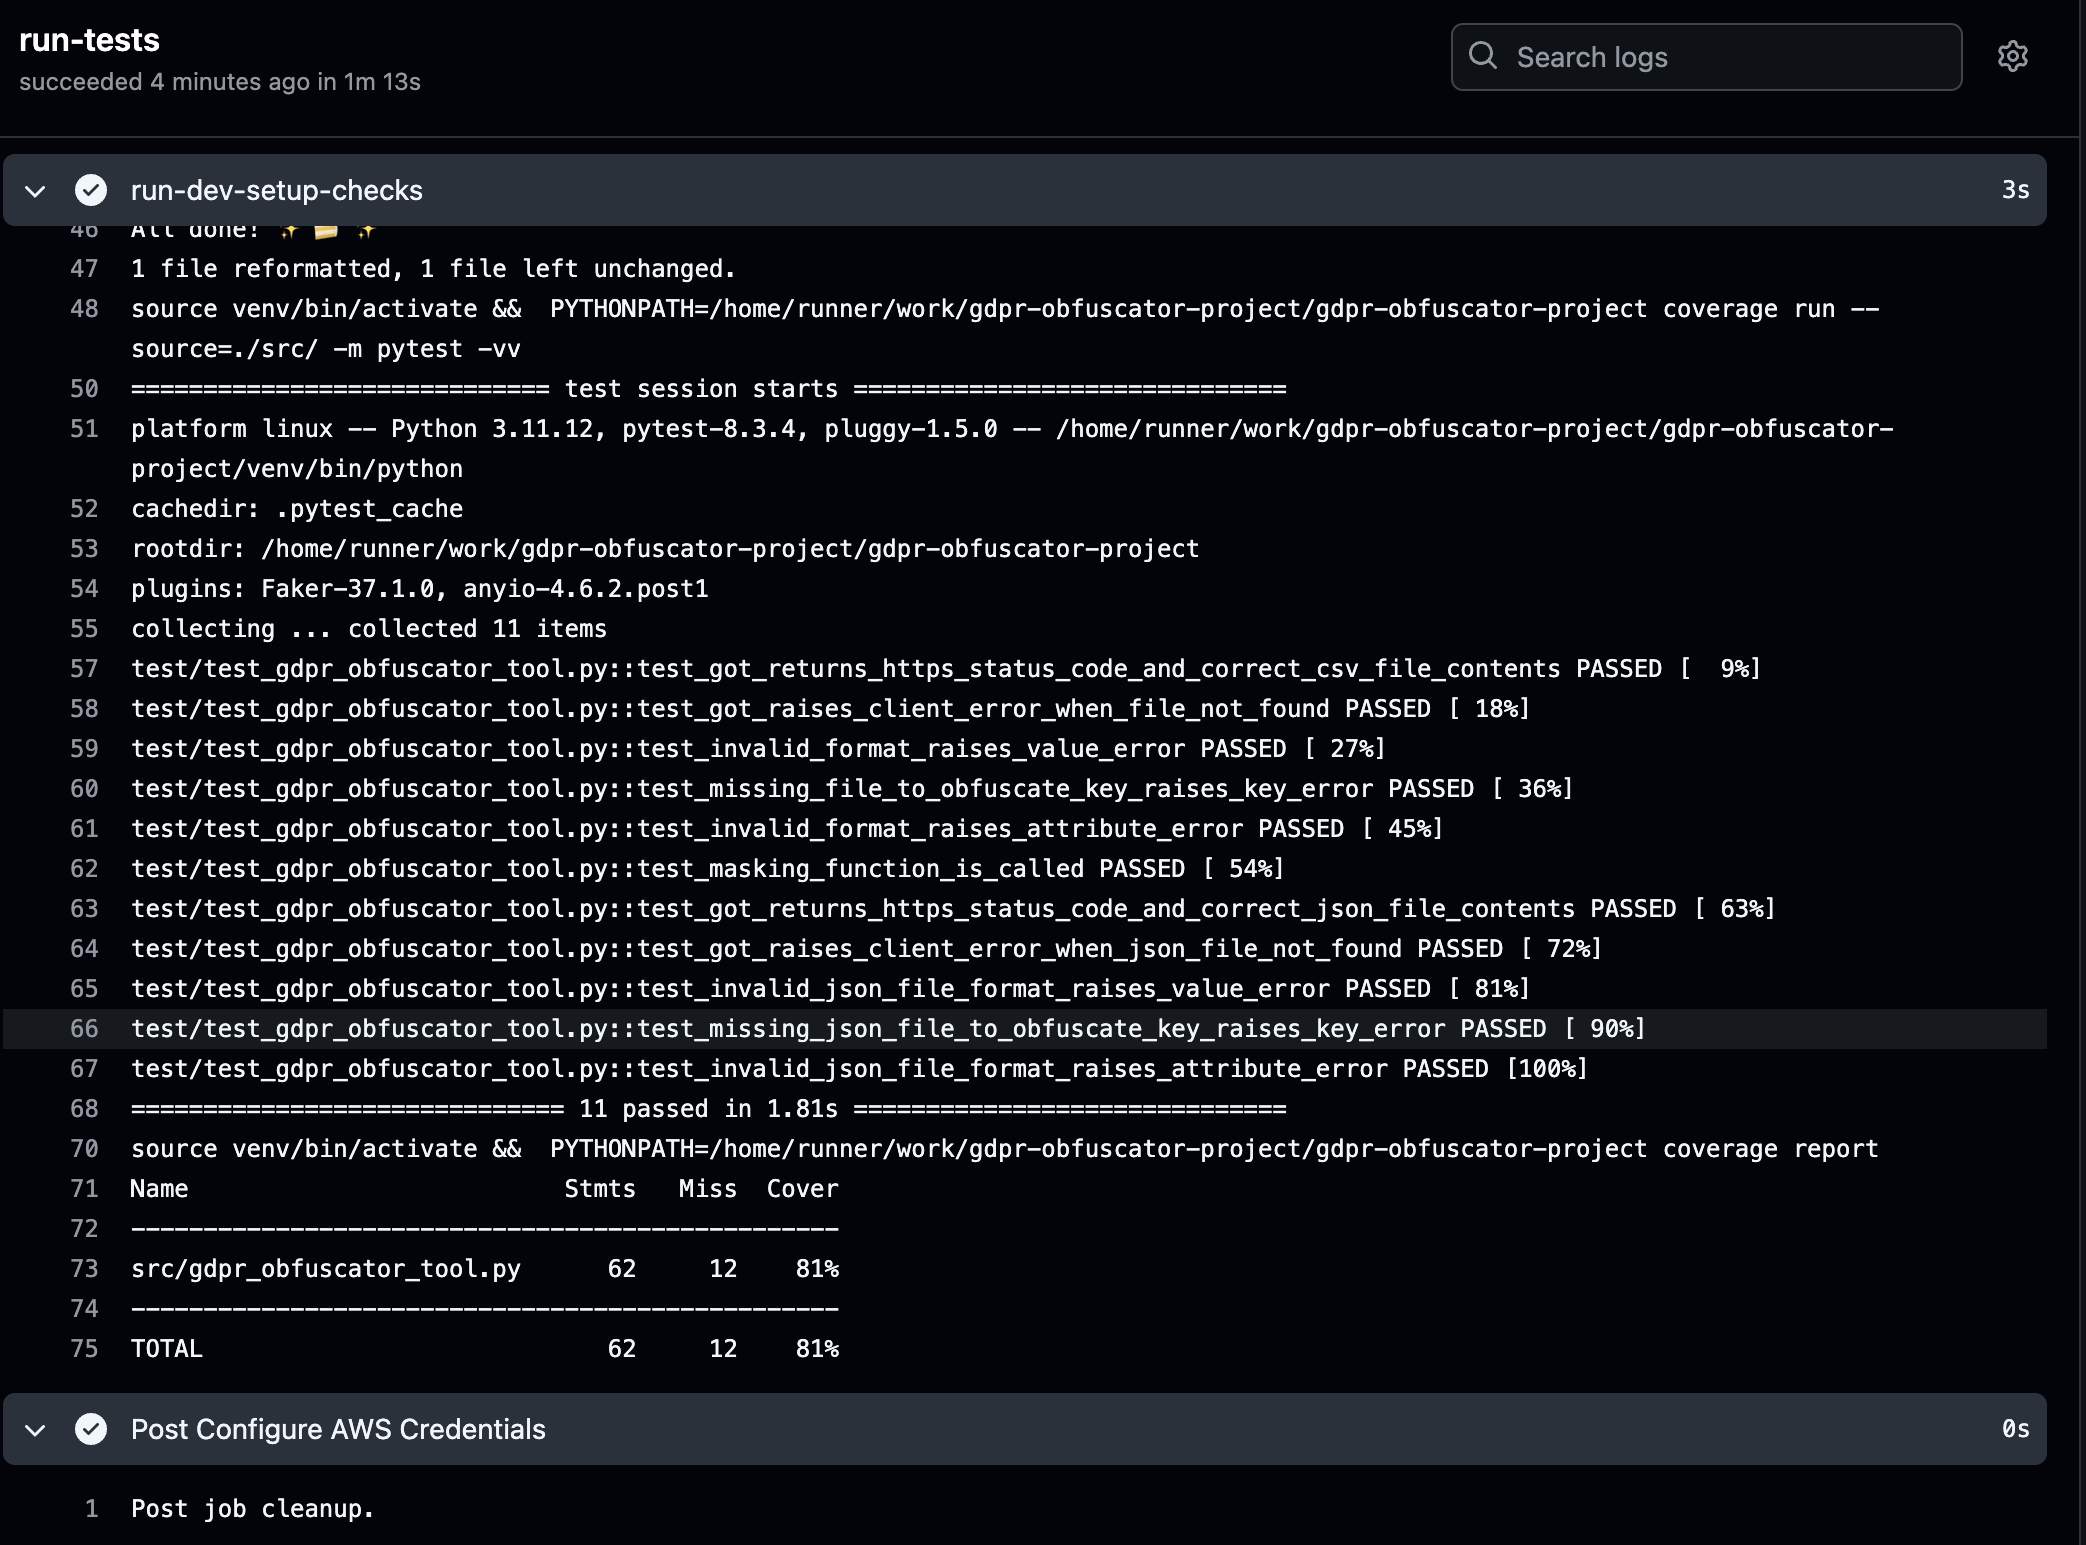 run-tests
succeeded 4 minutes ago in 1m 13s
Search logs
run-dev-setup-checks 3s
46 All done! ✨ 🍰 ✨
47 1 file reformatted, 1 file left unchanged.
48 source venv/bin/activate &&  PYTHONPATH=/home/runner/work/gdpr-obfuscator-project/gdpr-obfuscator-project coverage run --
source=./src/ -m pytest -vv
50 ============================= test session starts ==============================
51 platform linux -- Python 3.11.12, pytest-8.3.4, pluggy-1.5.0 -- /home/runner/work/gdpr-obfuscator-project/gdpr-obfuscator-
project/venv/bin/python
52 cachedir: .pytest_cache
53 rootdir: /home/runner/work/gdpr-obfuscator-project/gdpr-obfuscator-project
54 plugins: Faker-37.1.0, anyio-4.6.2.post1
55 collecting ... collected 11 items
57 test/test_gdpr_obfuscator_tool.py::test_got_returns_https_status_code_and_correct_csv_file_contents PASSED [  9%]
58 test/test_gdpr_obfuscator_tool.py::test_got_raises_client_error_when_file_not_found PASSED [ 18%]
59 test/test_gdpr_obfuscator_tool.py::test_invalid_format_raises_value_error PASSED [ 27%]
60 test/test_gdpr_obfuscator_tool.py::test_missing_file_to_obfuscate_key_raises_key_error PASSED [ 36%]
61 test/test_gdpr_obfuscator_tool.py::test_invalid_format_raises_attribute_error PASSED [ 45%]
62 test/test_gdpr_obfuscator_tool.py::test_masking_function_is_called PASSED [ 54%]
63 test/test_gdpr_obfuscator_tool.py::test_got_returns_https_status_code_and_correct_json_file_contents PASSED [ 63%]
64 test/test_gdpr_obfuscator_tool.py::test_got_raises_client_error_when_json_file_not_found PASSED [ 72%]
65 test/test_gdpr_obfuscator_tool.py::test_invalid_json_file_format_raises_value_error PASSED [ 81%]
66 test/test_gdpr_obfuscator_tool.py::test_missing_json_file_to_obfuscate_key_raises_key_error PASSED [ 90%]
67 test/test_gdpr_obfuscator_tool.py::test_invalid_json_file_format_raises_attribute_error PASSED [100%]
68 ============================== 11 passed in 1.81s ==============================
70 source venv/bin/activate &&  PYTHONPATH=/home/runner/work/gdpr-obfuscator-project/gdpr-obfuscator-project coverage report
71 Name                          Stmts   Miss  Cover
72 -------------------------------------------------
73 src/gdpr_obfuscator_tool.py      62     12    81%
74 -------------------------------------------------
75 TOTAL                            62     12    81%
Post Configure AWS Credentials 0s
1 Post job cleanup.